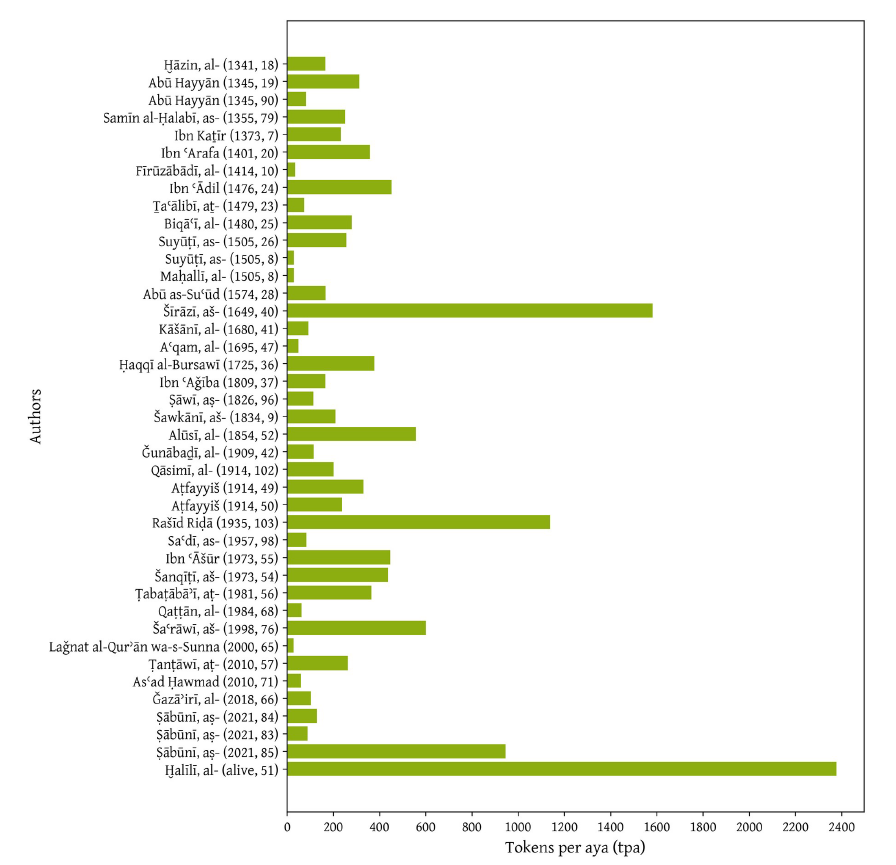 Authors
Ḫāzin, al- (1341, 18)
Abū Hayyān (1345, 19)
Abū Hayyān (1345, 90)
Samīn al-Ḥalabī, as- (1355, 79)
Ibn Kaṯīr (1373, 7)
Ibn ʿArafa (1401, 20)
Fīrūzābādī, al- (1414, 10)
Ibn ʿĀdil (1476, 24)
Ṯaʿālibī, aṯ- (1479, 23)
Biqāʿī, al- (1480, 25)
Suyūṭī, as- (1505, 26)
Suyūṭī, as- (1505, 8)
Maḥallī, al- (1505, 8)
Abū as-Suʿūd (1574, 28)
Šīrāzī, aš- (1649, 40)
Kāšānī, al- (1680, 41)
Aʿqam, al- (1695, 47)
Ḥaqqī al-Bursawī (1725, 36)
Ibn ʿAǧība (1809, 37)
Ṣāwī, aṣ- (1826, 96)
Šawkānī, aš- (1834, 9)
Alūsī, al- (1854, 52)
Ǧunābaḏī, al- (1909, 42)
Qāsimī, al- (1914, 102)
Aṭfayyiš (1914, 49)
Aṭfayyiš (1914, 50)
Rašīd Riḍā (1935, 103)
Saʿdī, as- (1957, 98)
Ibn ʿĀšūr (1973, 55)
Šanqīṭī, aš- (1973, 54)
Ṭabaṭābāʾī, aṭ- (1981, 56)
Qaṭṭān, al- (1984, 68)
Šaʿrāwī, aš- (1998, 76)
Laǧnat al-Qurʾān wa-s-Sunna (2000, 65)
Ṭanṭāwī, aṭ- (2010, 57)
Asʿad Ḥawmad (2010, 71)
Ǧazāʾirī, al- (2018, 66)
Ṣābūnī, aṣ- (2021, 84)
Ṣābūnī, aṣ- (2021, 83)
Ṣābūnī, aṣ- (2021, 85)
Ḫalīlī, al- (alive, 51)
0 200 400 600 800 1000 1200 1400 1600 1800 2000 2200 2400
Tokens per aya (tpa)